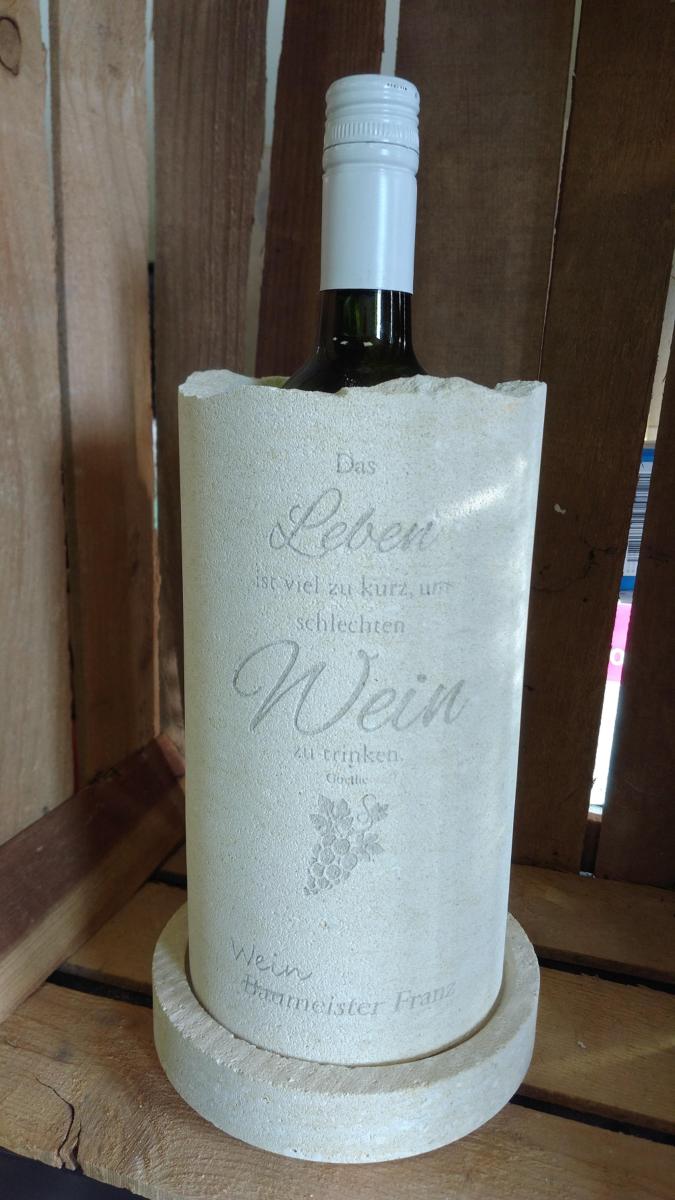 Das
Leben
ist viel zu kurz, um
schlechten
Wein
zu trinken.
Goethe
Wein
Baumeister Franz